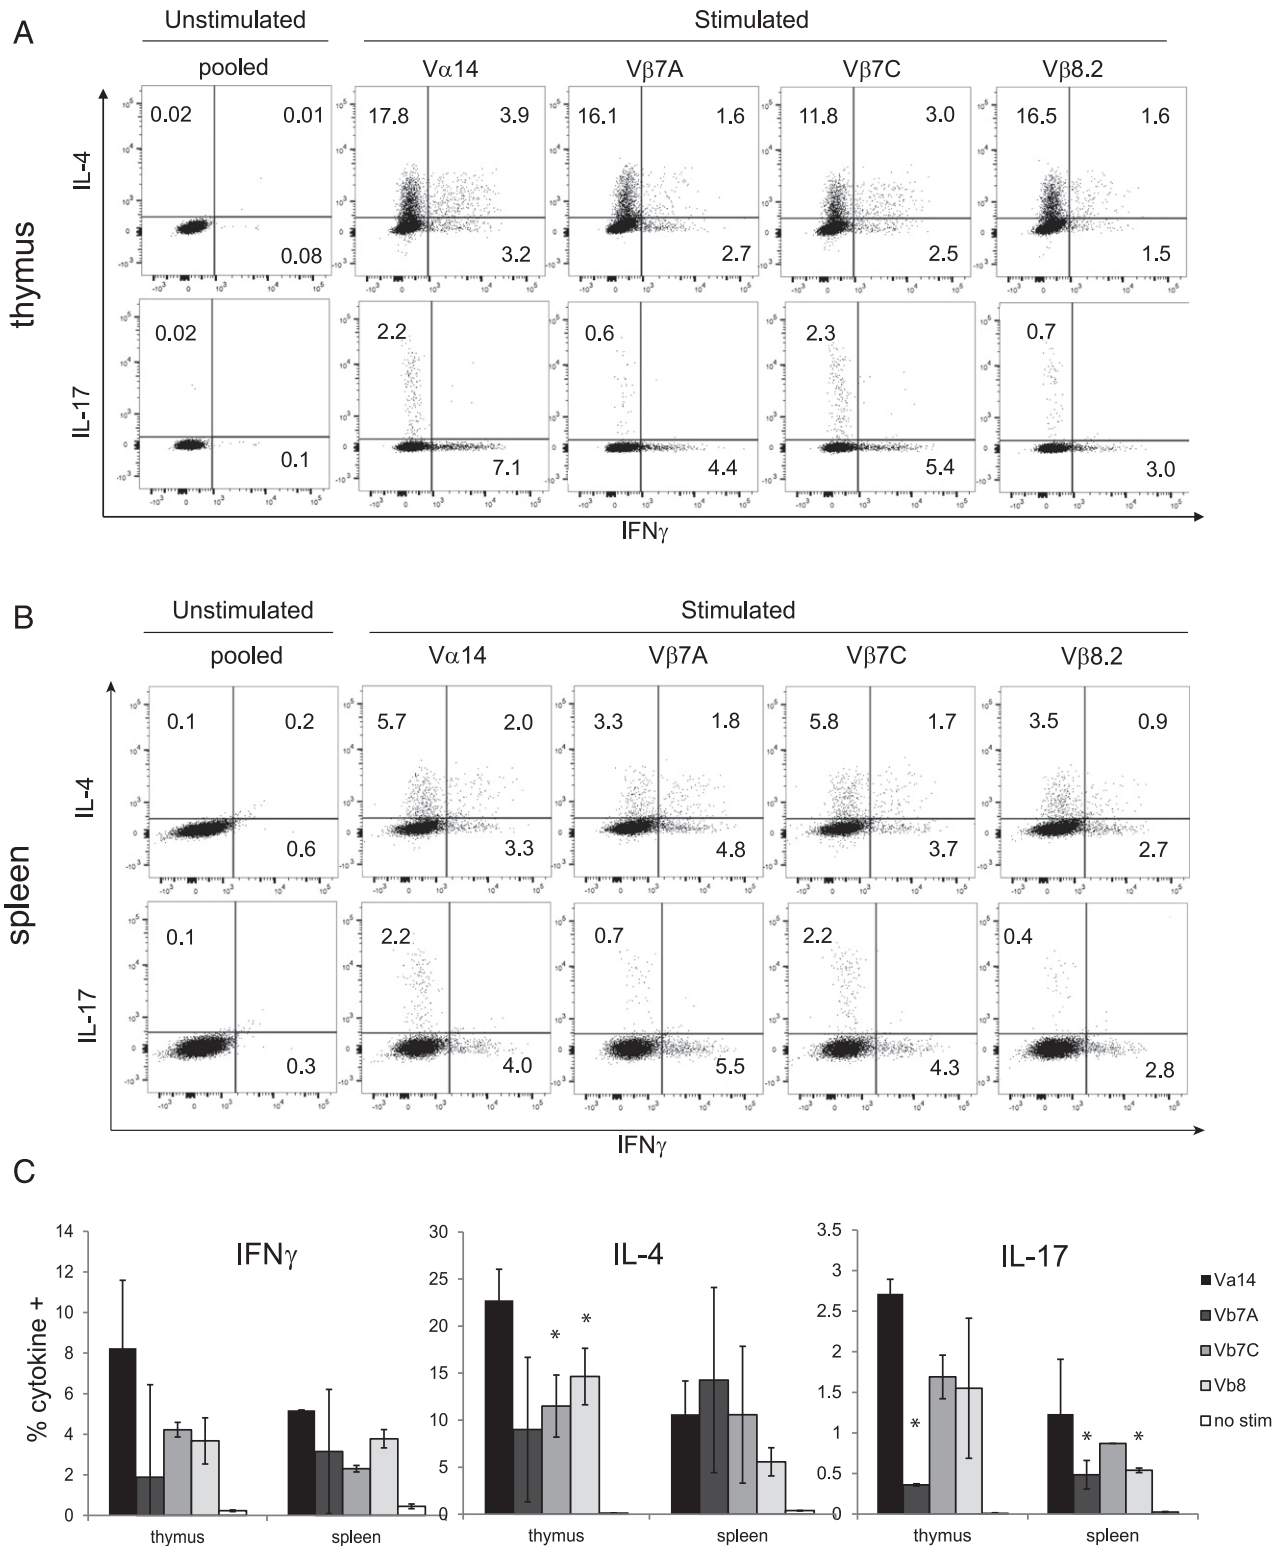 A
Unstimulated Stimulated
pooled Vα14 Vβ7A Vβ7C Vβ8.2
thymus
IL-4
0.02 0.01 17.8 3.9 16.1 1.6 11.8 3.0 16.5 1.6
0.08 3.2 2.7 2.5 1.5
IL-17
0.02 2.2 0.6 2.3 0.7
0.1 7.1 4.4 5.4 3.0
IFNγ
B
Unstimulated Stimulated
pooled Vα14 Vβ7A Vβ7C Vβ8.2
spleen
IL-4
0.1 0.2 5.7 2.0 3.3 1.8 5.8 1.7 3.5 0.9
0.6 3.3 4.8 3.7 2.7
IL-17
0.1 2.2 0.7 2.2 0.4
0.3 4.0 5.5 4.3 2.8
IFNγ
C
% cytokine +
IFNγ
14
12
10
8
6
4
2
0
thymus spleen
IL-4
30
25
20
15
10
5
0
* *
thymus spleen
IL-17
3.5
3
2.5
2
1.5
1
0.5
0
* * *
thymus spleen
Va14
Vb7A
Vb7C
Vb8
no stim